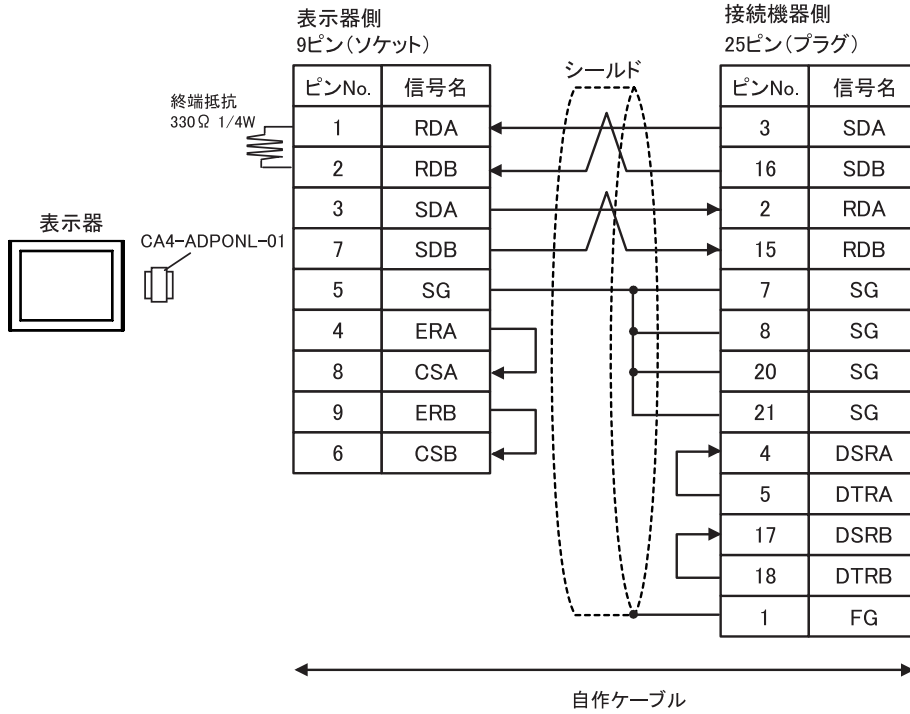 表示器側
9ピン(ソケット)
接続機器側
25ピン(プラグ)
シールド
終端抵抗
330Ω 1/4W
表示器
CA4-ADPONL-01
ピンNo. 信号名
1 RDA
2 RDB
3 SDA
7 SDB
5 SG
4 ERA
8 CSA
9 ERB
6 CSB
ピンNo. 信号名
3 SDA
16 SDB
2 RDA
15 RDB
7 SG
8 SG
20 SG
21 SG
4 DSRA
5 DTRA
17 DSRB
18 DTRB
1 FG
自作ケーブル